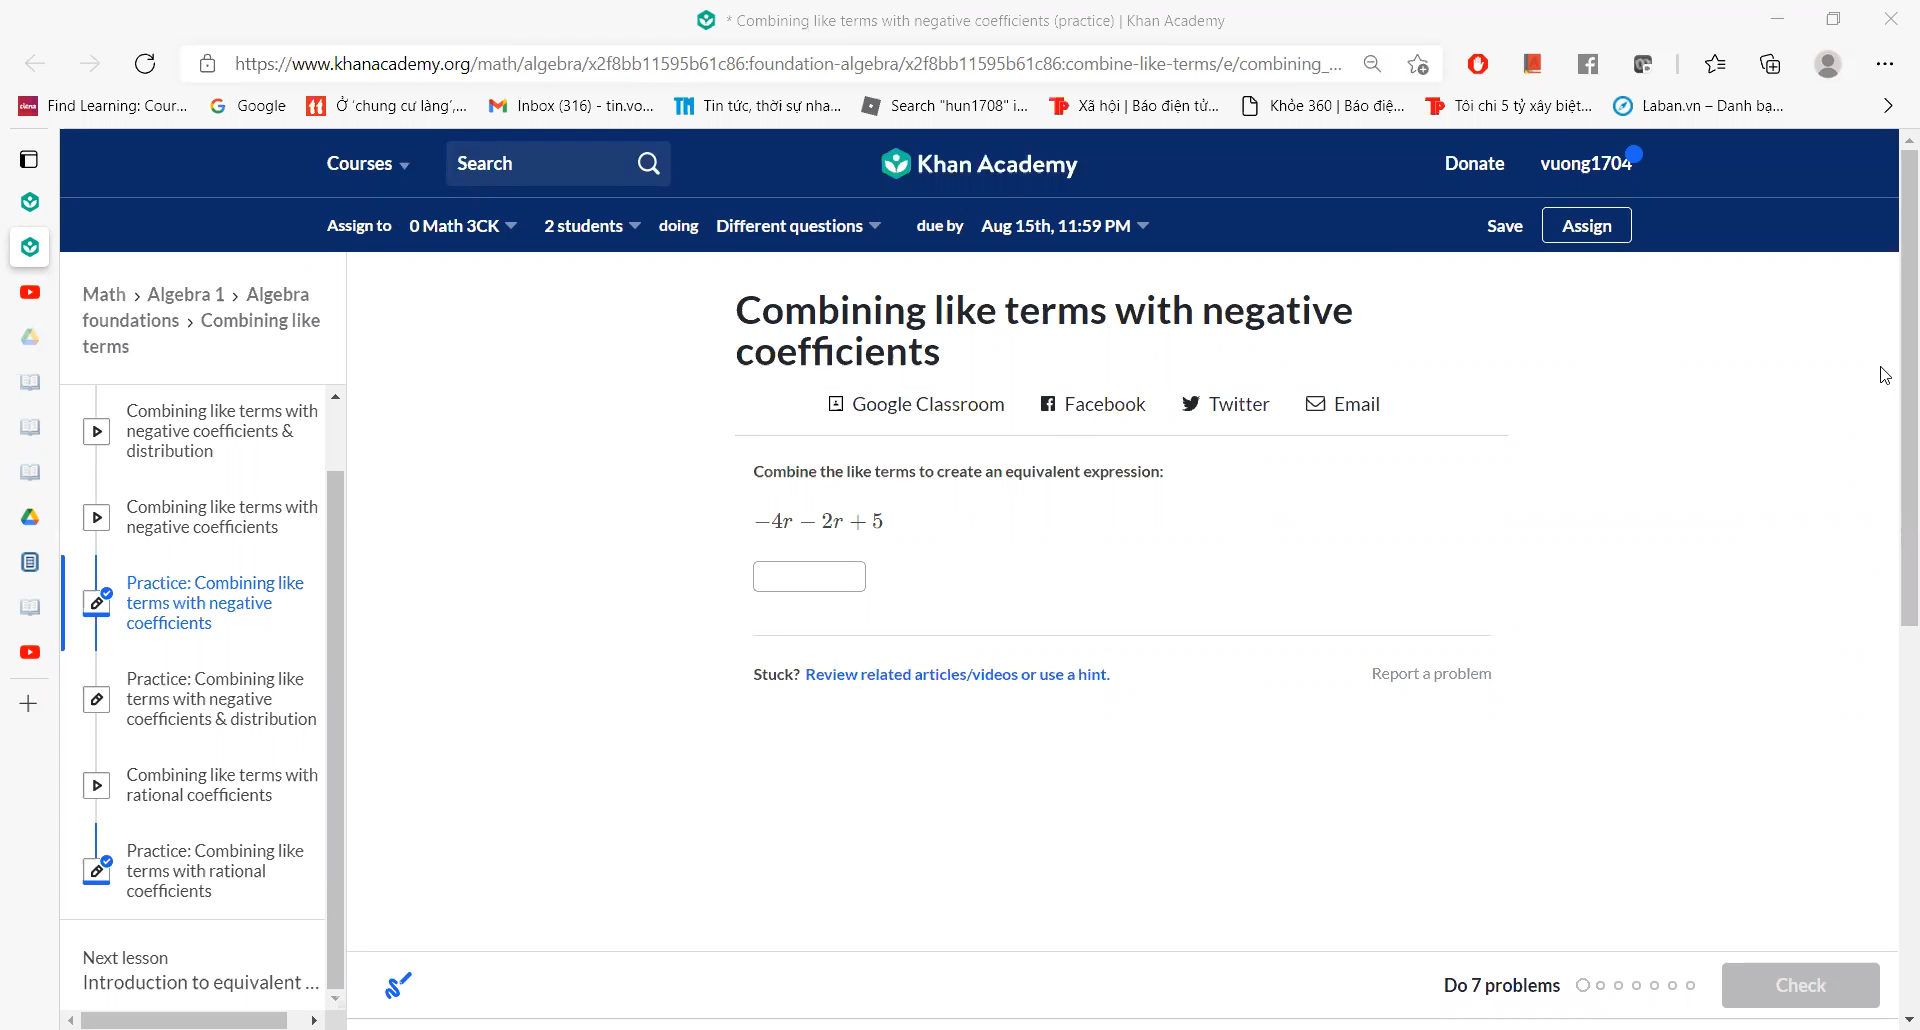 * Combining like terms with negative coefficients (practice) | Khan Academy
https://www.khanacademy.org/math/algebra/x2f8bb11595b61c86:foundation-algebra/x2f8bb11595b61c86:combine-like-terms/e/combining_...
Find Learning: Cour...
Google
Ở 'chung cư làng',...
Inbox (316) - tin.vo...
Tin tức, thời sự nha...
Search "hun1708" i...
Xã hội | Báo điện tử...
Khỏe 360 | Báo điệ...
Tôi chi 5 tỷ xây biệt...
Laban.vn – Danh bạ...
Courses
Search
Khan Academy
Donate
vuong1704
Assign to 0 Math 3CK 2 students doing Different questions due by Aug 15th, 11:59 PM
Save
Assign
Math › Algebra 1 › Algebra
foundations › Combining like
terms
Combining like terms with
negative coefficients &
distribution
Combining like terms with
negative coefficients
Practice: Combining like
terms with negative
coefficients
Practice: Combining like
terms with negative
coefficients & distribution
Combining like terms with
rational coefficients
Practice: Combining like
terms with rational
coefficients
Next lesson
Introduction to equivalent ...
Combining like terms with negative
coefficients
Google Classroom
Facebook
Twitter
Email
Combine the like terms to create an equivalent expression:
−4r − 2r + 5
Stuck? Review related articles/videos or use a hint.
Report a problem
Do 7 problems
Check